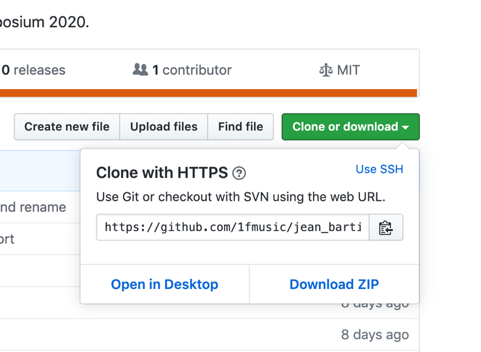 posium 2020.
0 releases 1 contributor MIT
Create new file Upload files Find file Clone or download
Clone with HTTPS Use SSH
Use Git or checkout with SVN using the web URL.
nd rename
https://github.com/1fmusic/jean_barti
ort
Open in Desktop Download ZIP
8 days ago
8 days ago